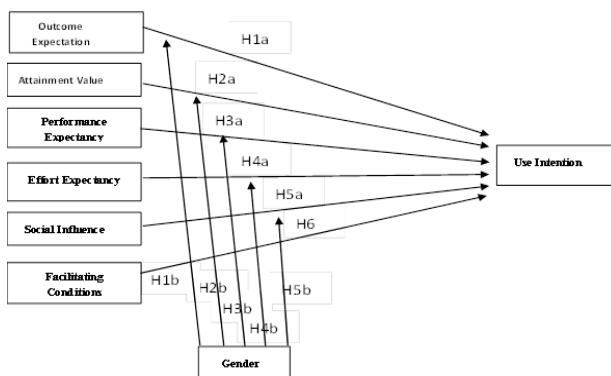 Outcome
Expectation
H1a
Attainment Value
H2a
Performance
Expectancy
H3a
H4a
Use Intention
Effort Expectancy
H5a
Social Influence
H6
Facilitating
Conditions
H1b
H2b
H3b
H4b
H5b
Gender